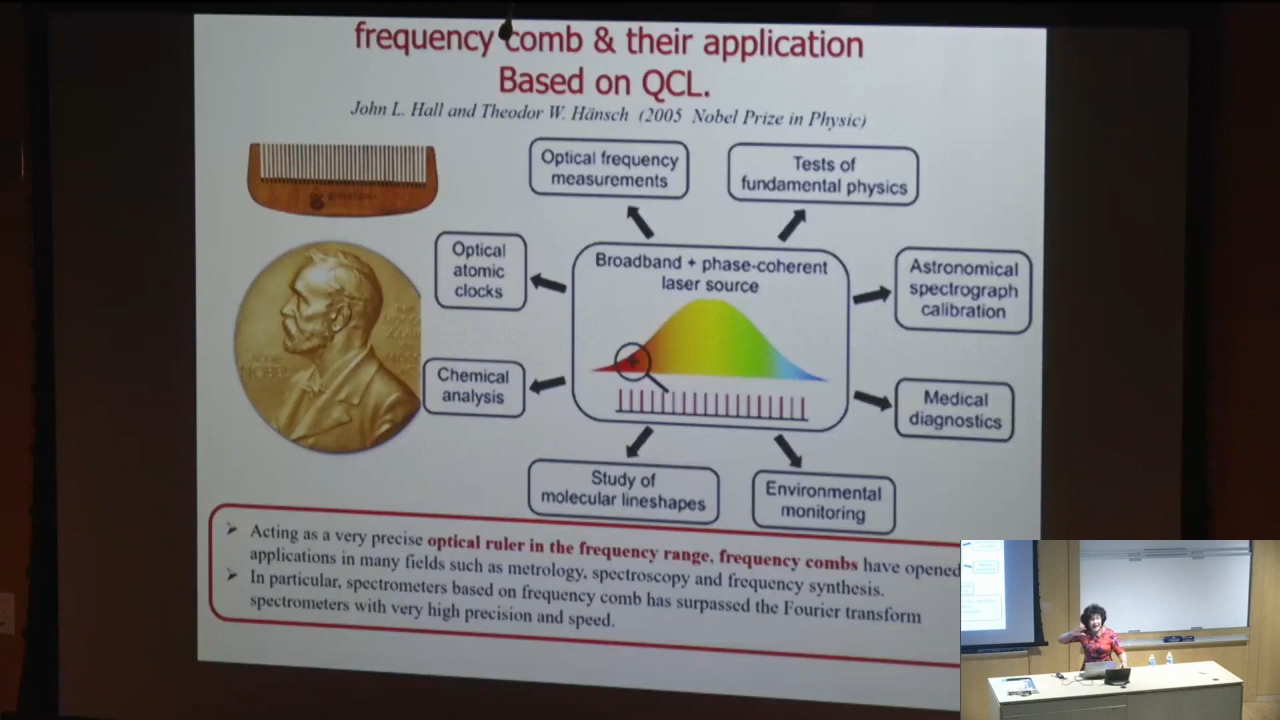 frequency comb & their application
Based on QCL.
John L. Hall and Theodor W. Hänsch (2005 Nobel Prize in Physic)
Optical frequency
measurements
Tests of
fundamental physics
Optical
atomic
clocks
Broadband + phase-coherent
laser source
Astronomical
spectrograph
calibration
Chemical
analysis
Medical
diagnostics
Study of
molecular lineshapes
Environmental
monitoring
➢ Acting as a very precise optical ruler in the frequency range, frequency combs have opened
applications in many fields such as metrology, spectroscopy and frequency synthesis.
➢ In particular, spectrometers based on frequency comb has surpassed the Fourier transform
spectrometers with very high precision and speed.